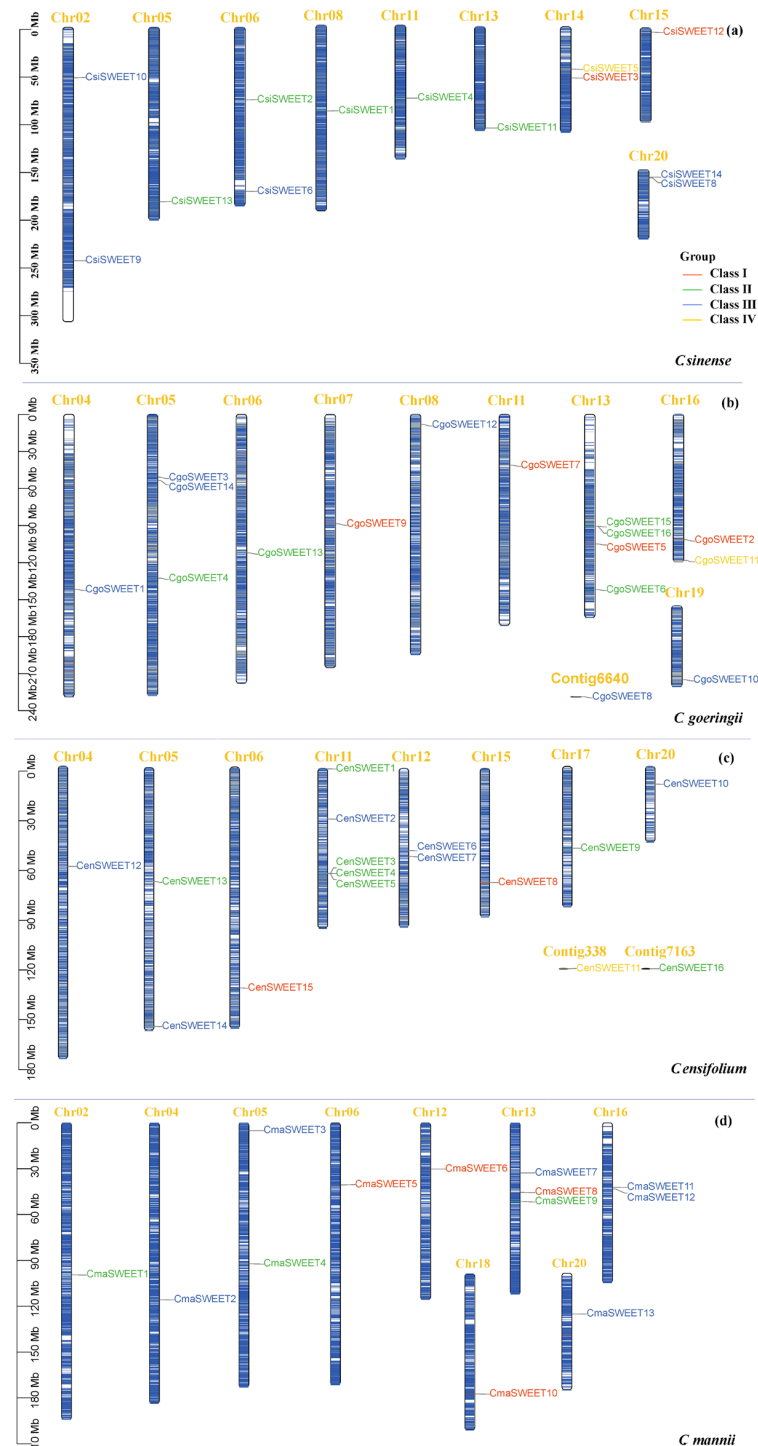 Chr02 Chr05 Chr06 Chr08 Chr11 Chr13 Chr14 Chr15
(a)
0 Mb
50 Mb
100 Mb
150 Mb
200 Mb
250 Mb
300 Mb
350 Mb
CsiSWEET10
CsiSWEET9
CsiSWEET13
CsiSWEET2
CsiSWEET6
CsiSWEET1
CsiSWEET4
CsiSWEET11
CsiSWEET5
CsiSWEET3
CsiSWEET12
Chr20
CsiSWEET14
CsiSWEET8
Group
Class I
Class II
Class III
Class IV
C sinense
Chr04 Chr05 Chr06 Chr07 Chr08 Chr11 Chr13 Chr16
(b)
0 Mb
30 Mb
60 Mb
90 Mb
120 Mb
150 Mb
180 Mb
210 Mb
240 Mb
CgoSWEET1
CgoSWEET3
CgoSWEET14
CgoSWEET4
CgoSWEET13
CgoSWEET9
CgoSWEET12
CgoSWEET7
CgoSWEET15
CgoSWEET16
CgoSWEET5
CgoSWEET6
CgoSWEET2
CgoSWEET11
Chr19
CgoSWEET10
Contig6640
CgoSWEET8
C goeringii
Chr04 Chr05 Chr06 Chr11 Chr12 Chr15 Chr17 Chr20
(c)
0 Mb
30 Mb
60 Mb
90 Mb
120 Mb
150 Mb
180 Mb
CenSWEET12
CenSWEET13
CenSWEET14
CenSWEET15
CenSWEET1
CenSWEET2
CenSWEET3
CenSWEET4
CenSWEET5
CenSWEET6
CenSWEET7
CenSWEET8
CenSWEET9
CenSWEET10
Contig338 Contig7163
CenSWEET11 CenSWEET16
C ensifolium
Chr02 Chr04 Chr05 Chr06 Chr12 Chr13 Chr16
(d)
0 Mb
30 Mb
60 Mb
90 Mb
120 Mb
150 Mb
180 Mb
10 Mb
CmaSWEET1
CmaSWEET2
CmaSWEET3
CmaSWEET4
CmaSWEET5
CmaSWEET6
CmaSWEET7
CmaSWEET8
CmaSWEET9
CmaSWEET11
CmaSWEET12
Chr18 Chr20
CmaSWEET10
CmaSWEET13
C mannii